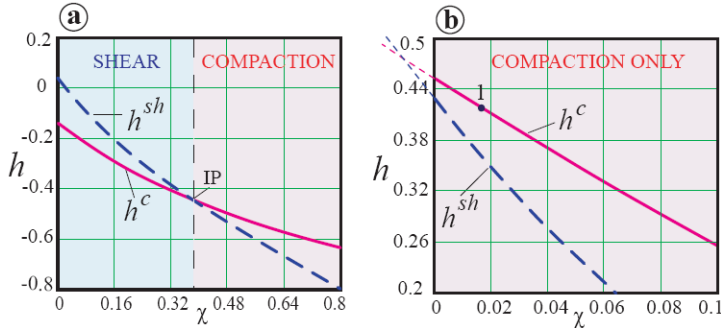 a
b
SHEAR
COMPACTION
COMPACTION ONLY
0.2
0
-0.2
-0.4
-0.6
-0.8
h
h^sh
h^c
IP
0
0.16
0.32
χ
0.48
0.64
0.8
0.5
0.44
0.38
0.32
0.26
0.2
h
1
h^c
h^sh
0
0.02
0.04
χ
0.06
0.08
0.1